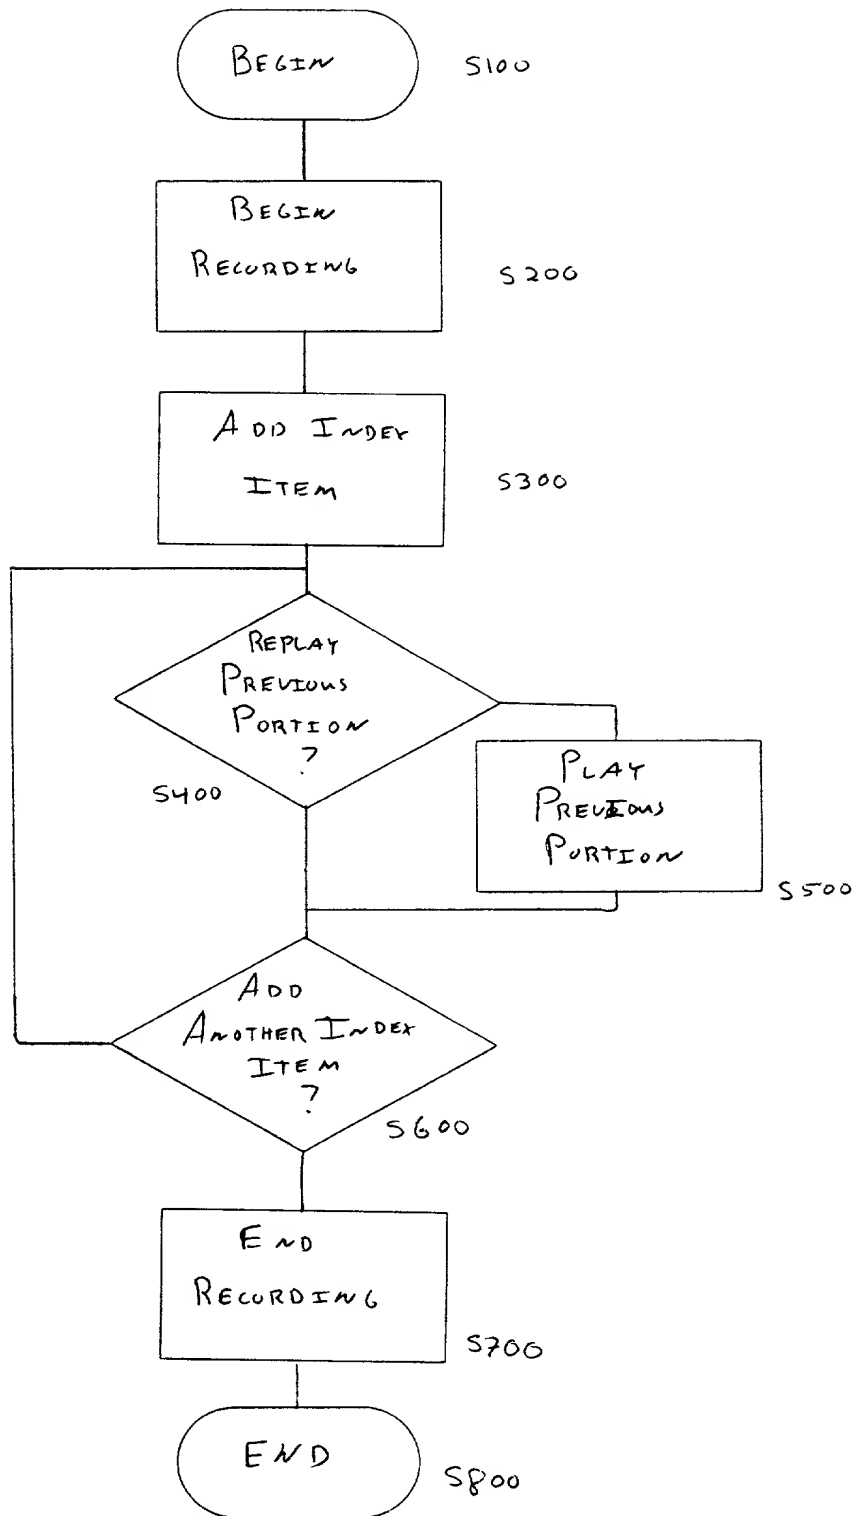 BEGIN
S100
BEGIN
RECORDING
S200
ADD INDEX
ITEM
S300
REPLAY
PREVIOUS
PORTION
?
S400
PLAY
PREVIOUS
PORTION
S500
ADD
ANOTHER INDEX
ITEM
?
S600
END
RECORDING
S700
END
S800